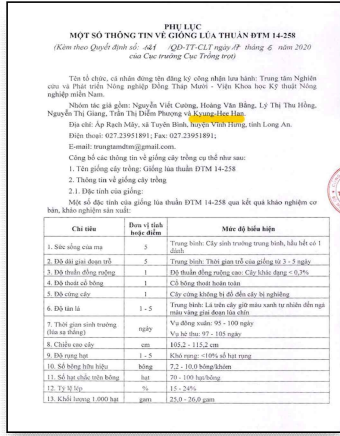 PHỤ LỤC
MỘT SỐ THÔNG TIN VỀ GIỐNG LÚA THUẦN ĐTM 14-258
(Kèm theo Quyết định số: /QĐ-TT-CLT ngày tháng năm 2020
của Cục trưởng Cục Trồng trọt)
Tên tổ chức, cá nhân đứng tên đăng ký công nhận lưu hành: Trung tâm Nghiên
cứu và Phát triển Nông nghiệp Đồng Tháp Mười - Viện Khoa học Kỹ thuật Nông
nghiệp miền Nam.
Nhóm tác giả gồm: Nguyễn Viết Cường, Hoàng Văn Bằng, Lý Thị Thu Hồng,
Nguyễn Thị Giang, Trần Thị Diễm Phượng và Kyung-Hee Han.
Địa chỉ: Ấp Rạch Mây, xã Tuyên Bình, huyện Vĩnh Hưng, tỉnh Long An.
Điện thoại: 027.23951891; Fax: 027.23951891;
E-mail: trungtamdtm@gmail.com.
Công bố các thông tin về giống cây trồng cụ thể như sau:
1. Tên giống cây trồng: Giống lúa thuần ĐTM 14-258
2. Thông tin về giống cây trồng
2.1. Đặc tính của giống:
Một số đặc tính của giống lúa thuần ĐTM 14-258 qua kết quả khảo nghiệm cơ
bản, khảo nghiệm sản xuất:
Chỉ tiêu Đơn vị tính hoặc điểm Mức độ biểu hiện
1. Sức sống của mạ 5 Trung bình: Cây sinh trưởng trung bình, hầu hết có 1 dảnh
2. Độ dài giai đoạn trỗ 5 Trung bình: Thời gian trỗ của giống từ 3 - 5 ngày
3. Độ thuần đồng ruộng 1 Độ thuần đồng ruộng cao: Cây khác dạng < 0,3%
4. Độ thoát cổ bông 1 Cổ bông thoát hoàn toàn
5. Độ cứng cây 1 Cây cứng không bị đổ đến cây bị nghiêng
6. Độ tàn lá 1 - 5 Trung bình: Lá trên cây giữ màu xanh tự nhiên đến ngả màu vàng giai đoạn lúa chín
7. Thời gian sinh trưởng (lúa sạ thẳng) ngày Vụ đông xuân: 95 - 100 ngày
Vụ hè thu: 97 - 105 ngày
8. Chiều cao cây cm 105,2 - 115,2 cm
9. Độ rụng hạt 1 - 5 Khó rụng: <10% số hạt rụng
10. Số bông hữu hiệu bông 7,2 - 10,0 bông/khóm
11. Số hạt chắc trên bông hạt 70 - 100 hạt/bông
12. Tỷ lệ lép % 15 - 24%
13. Khối lượng 1.000 hạt gam 25,0 - 26,0 gam